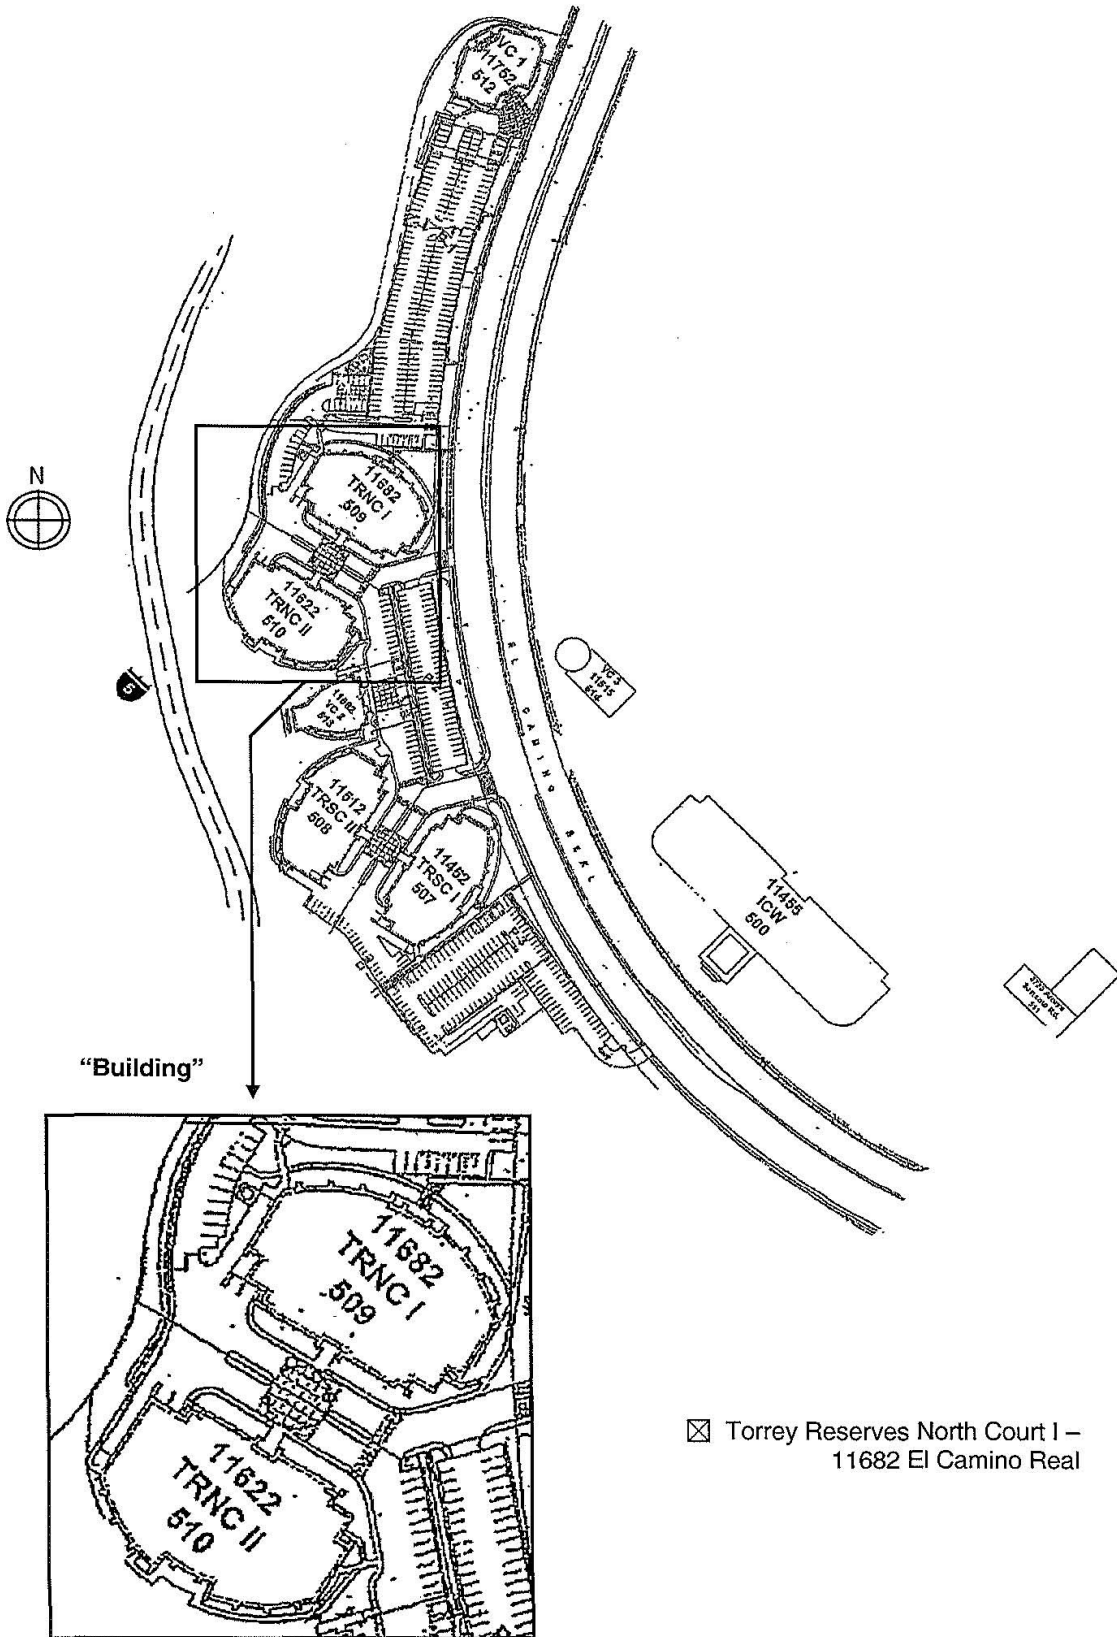 VC 1
11752
512
11682
TRNC I
509
N
11622
TRNC II
510
5
VC 3
11515
514
VC 2
513
11512
TRSC II
508
11452
TRSC I
507
EL CAMINO REAL
11455
ICW
500
“Building”
11682
TRNC I
509
11622
TRNC II
510
☒ Torrey Reserves North Court I –
11682 El Camino Real